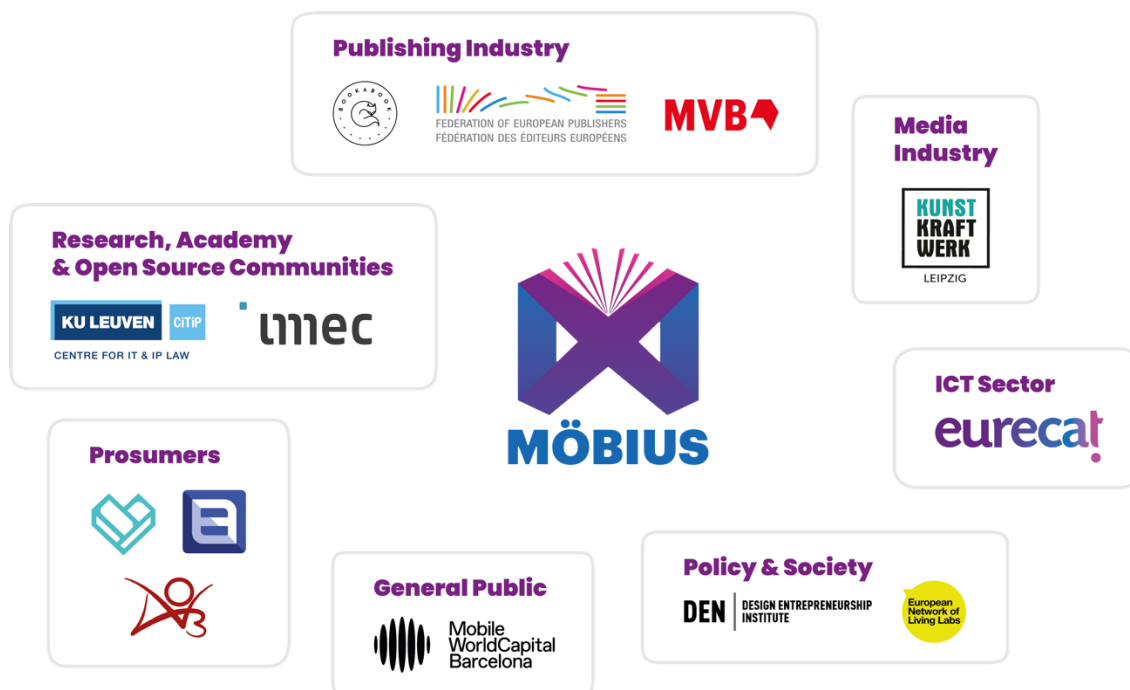 Publishing Industry
BOOKABOOK
FEDERATION OF EUROPEAN PUBLISHERS
FÉDÉRATION DES ÉDITEURS EUROPÉENS
MVB
Media
Industry
KUNST
KRAFT
WERK
LEIPZIG
Research, Academy
& Open Source Communities
KU LEUVEN
CiTiP
CENTRE FOR IT & IP LAW
imec
MÖBIUS
ICT Sector
eurecat
Prosumers
General Public
Mobile
WorldCapital
Barcelona
Policy & Society
DEN
DESIGN ENTREPRENEURSHIP
INSTITUTE
European
Network of
Living Labs